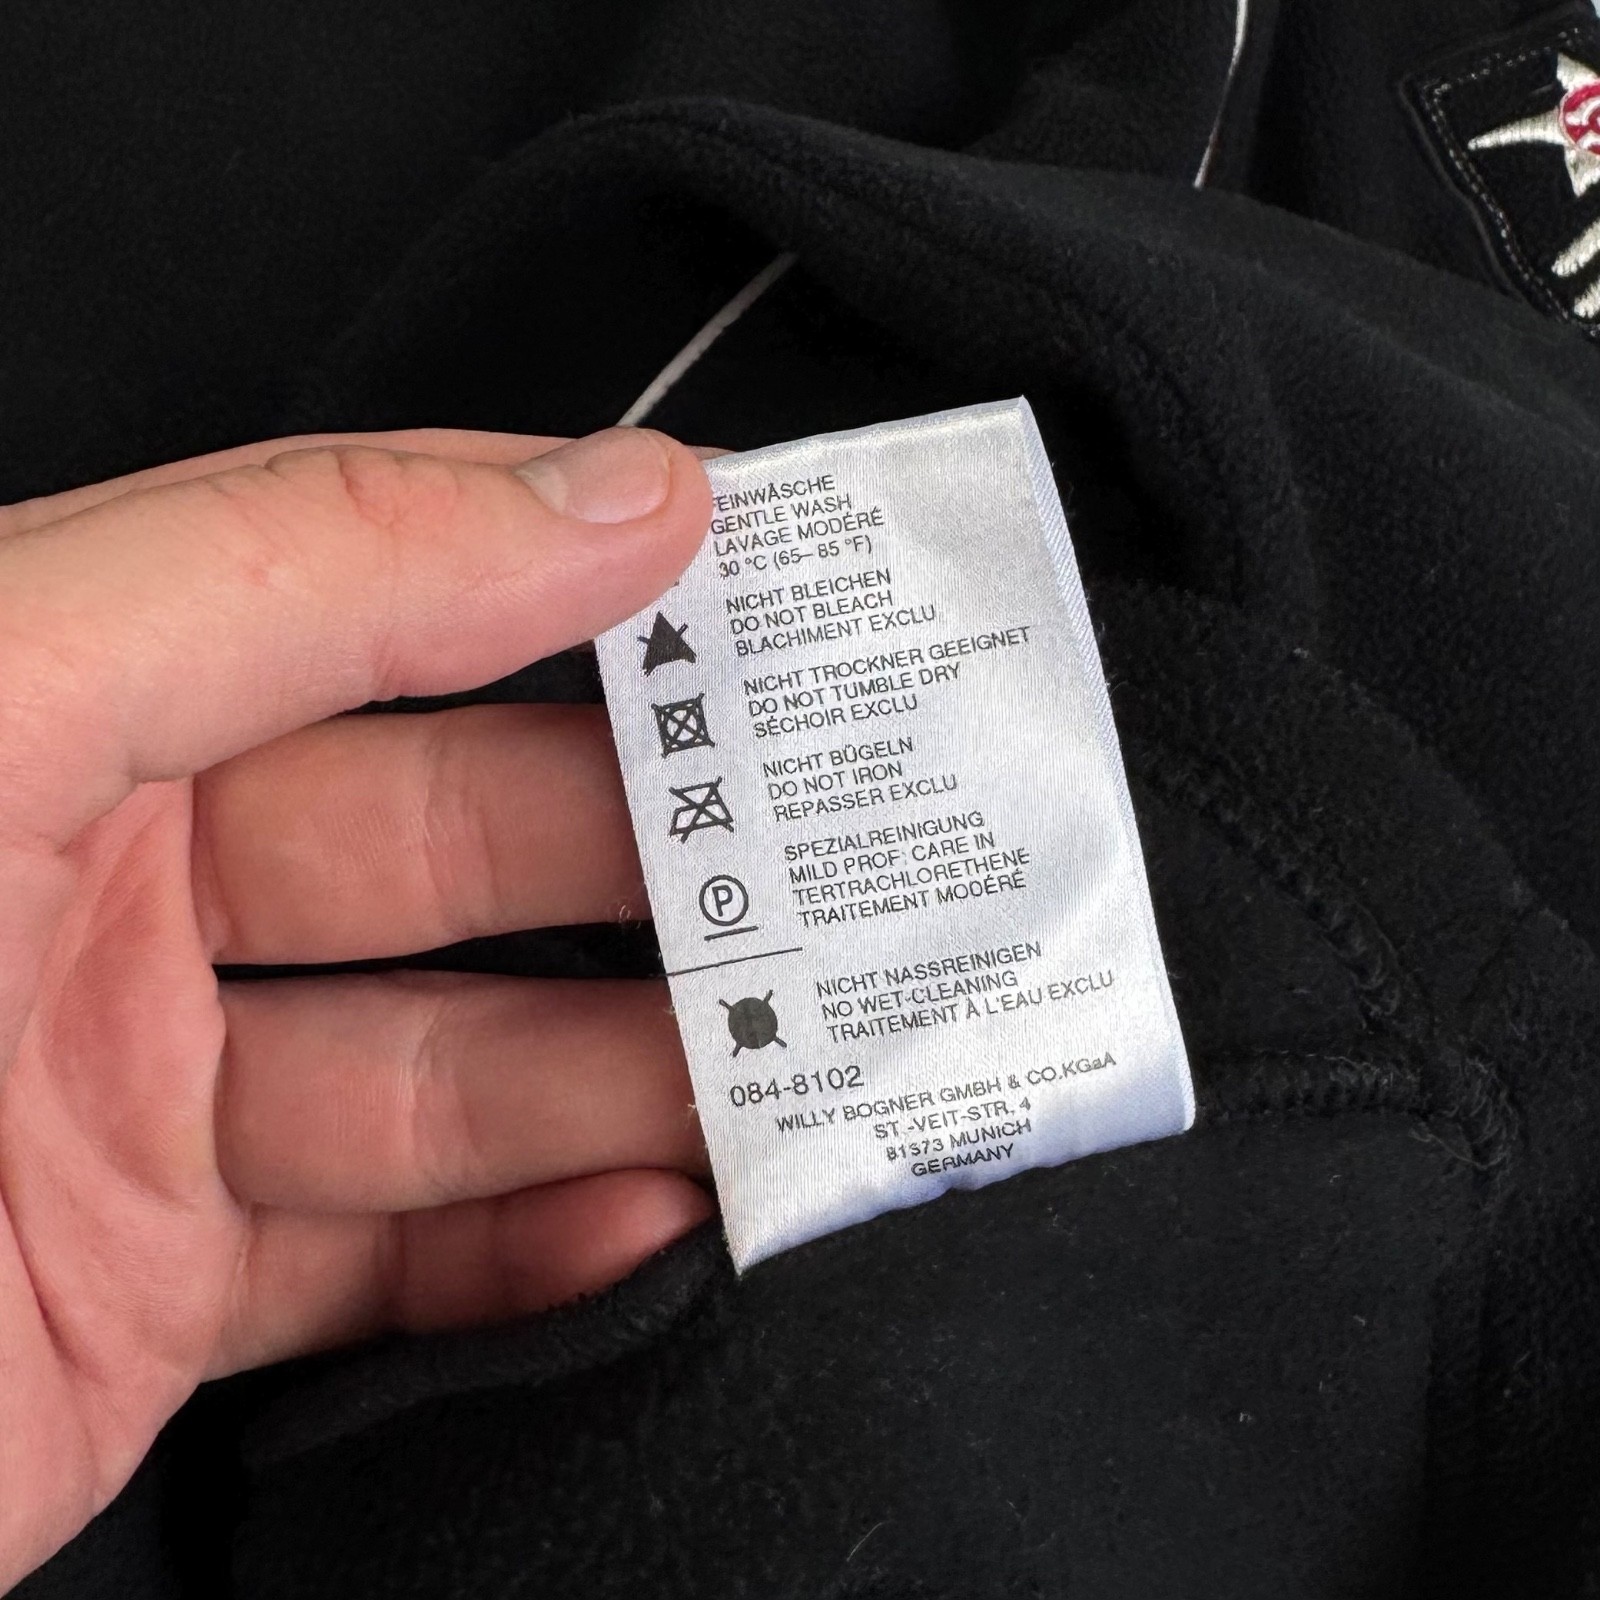 FEINWÄSCHE
GENTLE WASH
LAVAGE MODÉRÉ
30 °C (65–85 °F)
NICHT BLEICHEN
DO NOT BLEACH
BLACHIMENT EXCLU
NICHT TROCKNER GEEIGNET
DO NOT TUMBLE DRY
SÉCHOIR EXCLU
NICHT BÜGELN
DO NOT IRON
REPASSER EXCLU
SPEZIALREINIGUNG
MILD PROF. CARE IN
TERTRACHLORETHENE
TRAITEMENT MODÉRÉ
P
NICHT NASSREINIGEN
NO WET-CLEANING
TRAITEMENT À L'EAU EXCLU
084-8102
WILLY BOGNER GMBH & CO.KGaA
ST.-VEIT-STR. 4
81673 MUNICH
GERMANY